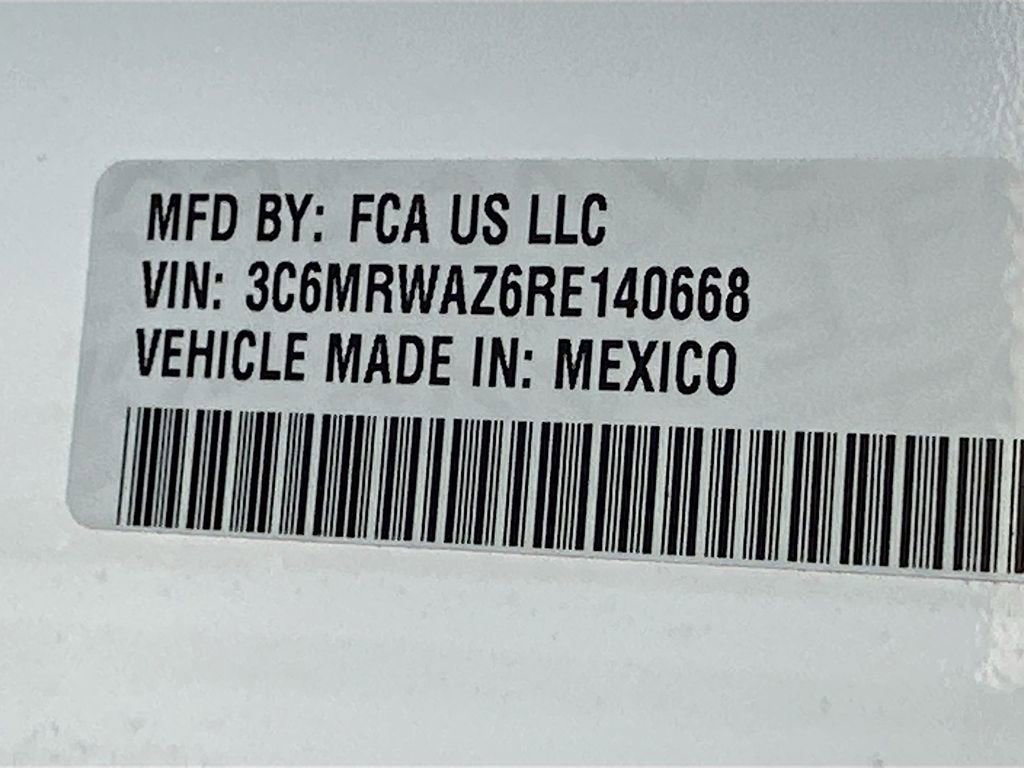 MFD BY: FCA US LLC
VIN: 3C6MRWAZ6RE140668
VEHICLE MADE IN: MEXICO